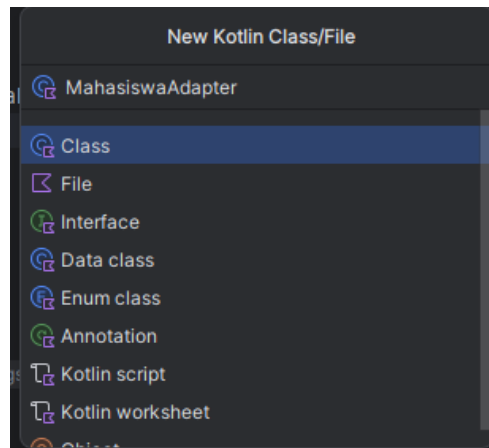 New Kotlin Class/File
MahasiswaAdapter
Class
File
Interface
Data class
Enum class
Annotation
Kotlin script
Kotlin worksheet